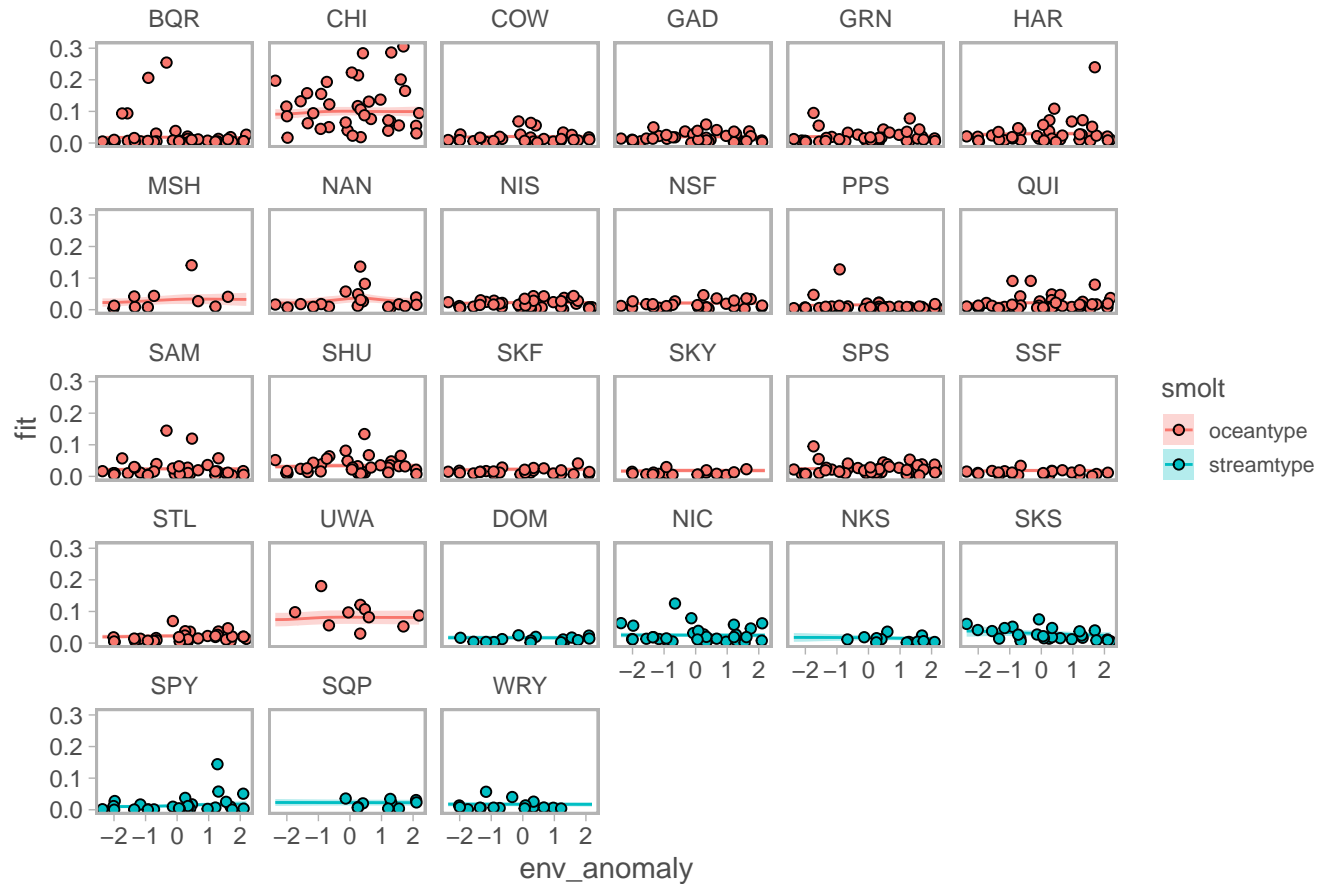 BQR CHI COW GAD GRN HAR
0.3
0.2
0.1
0.0
MSH NAN NIS NSF PPS QUI
0.3
0.2
0.1
0.0
SAM SHU SKF SKY SPS SSF
0.3
0.2
0.1
0.0
fit
smolt
oceantype
streamtype
STL UWA DOM NIC NKS SKS
0.3
0.2
0.1
0.0
−2 −1 0 1 2 −2 −1 0 1 2 −2 −1 0 1 2
SPY SQP WRY
0.3
0.2
0.1
0.0
−2 −1 0 1 2 −2 −1 0 1 2 −2 −1 0 1 2
env_anomaly